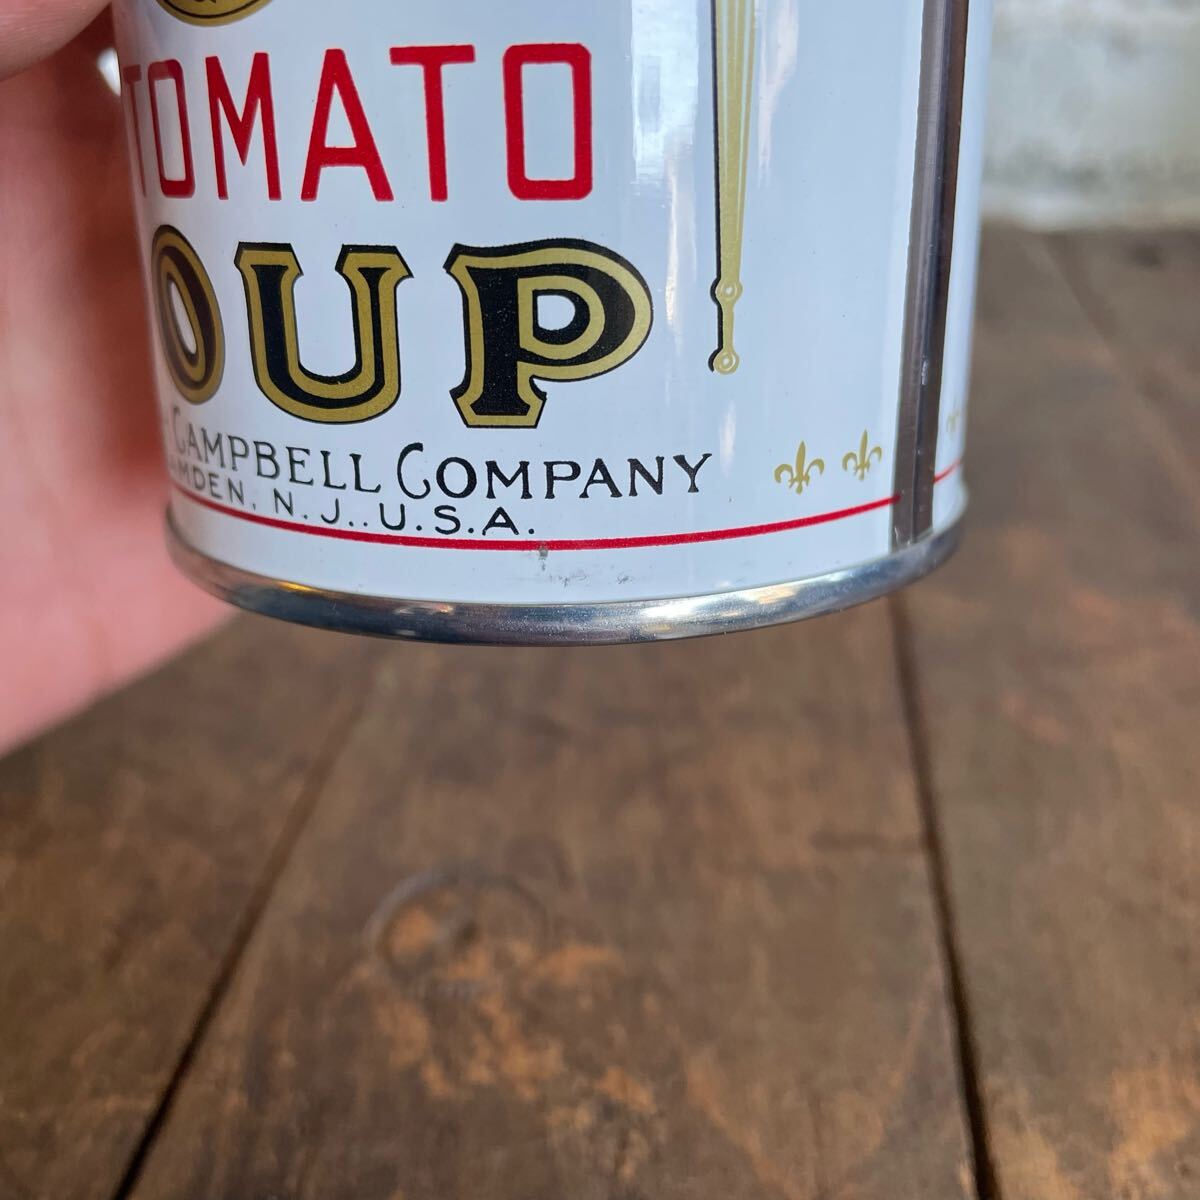 TOMATO
OUP
CAMPBELL COMPANY
AMDEN, N. J.. U.S.A.